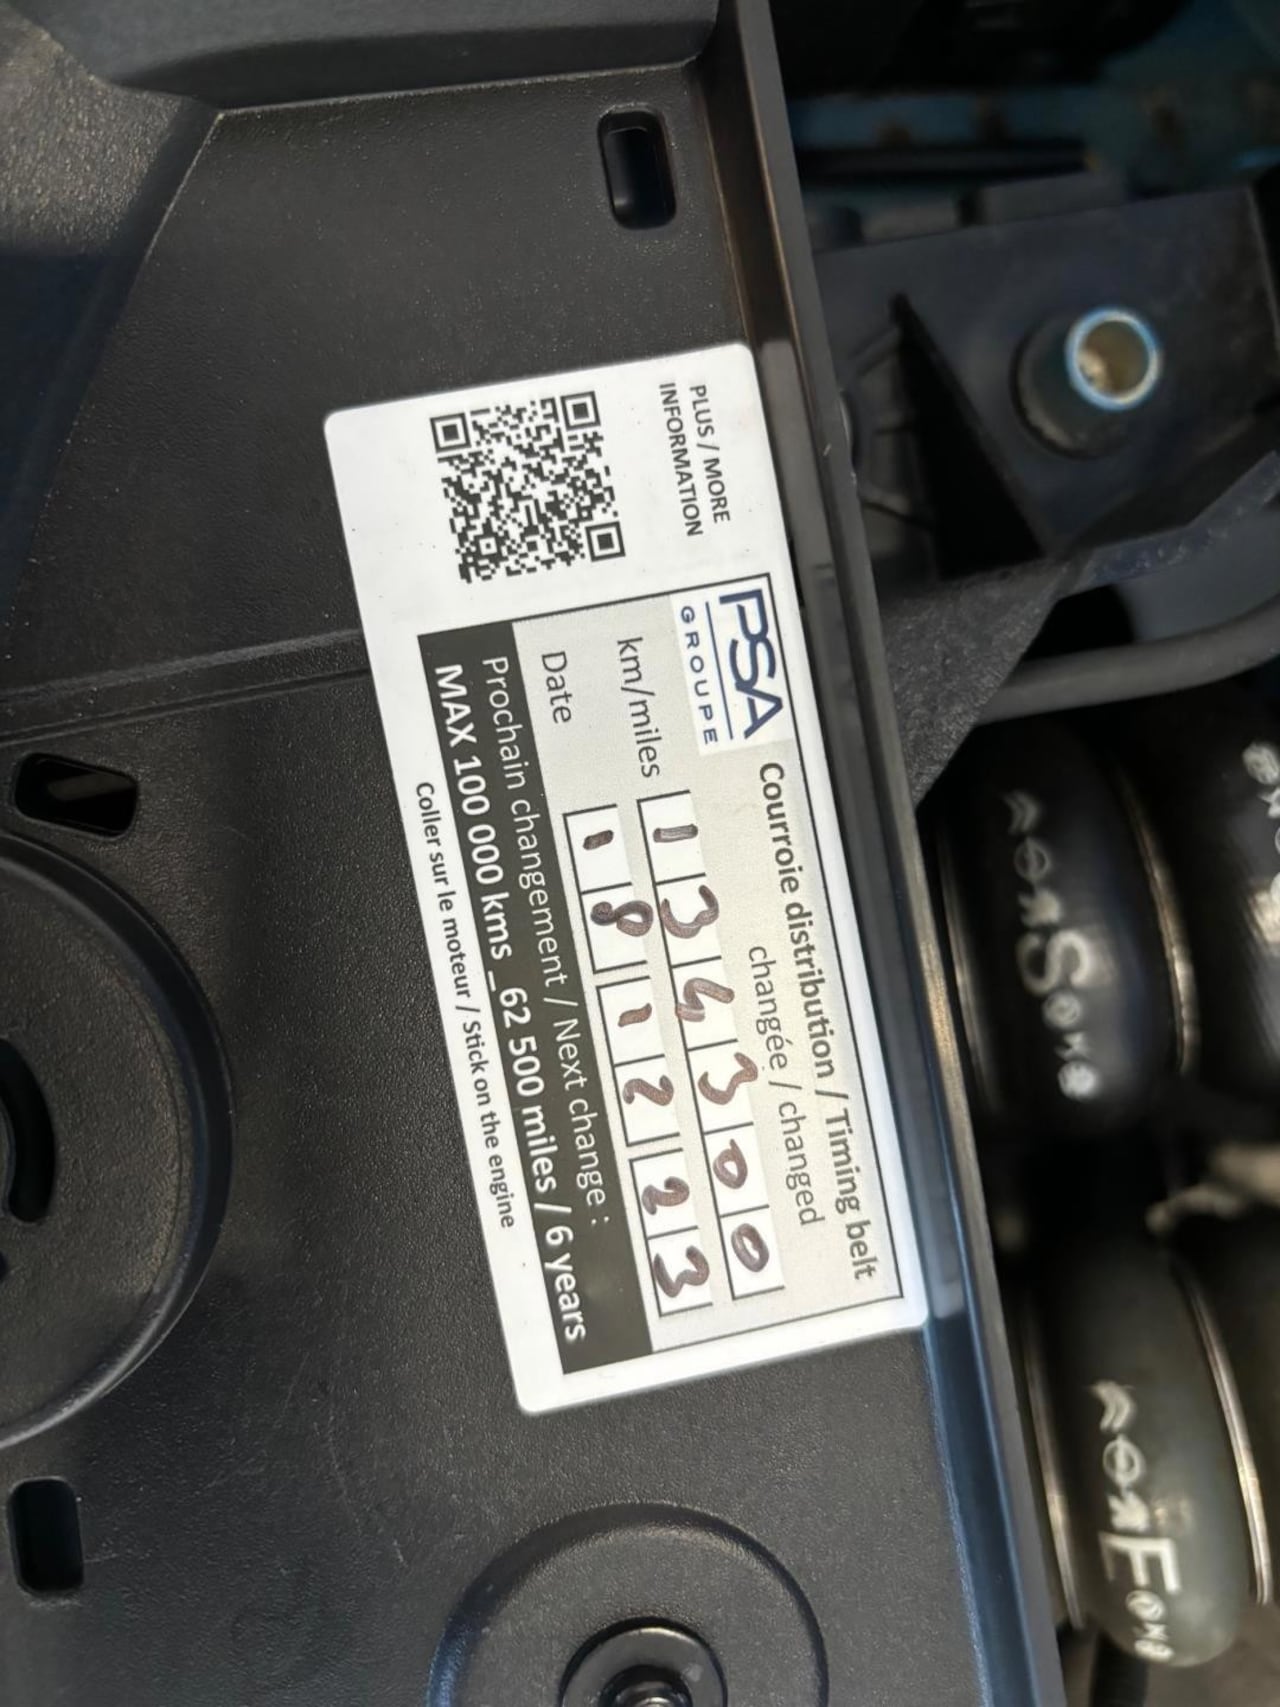 PLUS / MORE
INFORMATION
PSA
GROUPE
Courroie distribution / Timing belt
changée / changed
km/miles 134300
Date 18 12 23
Prochain changement / Next change :
MAX 100 000 kms _62 500 miles / 6 years
Coller sur le moteur / Stick on the engine